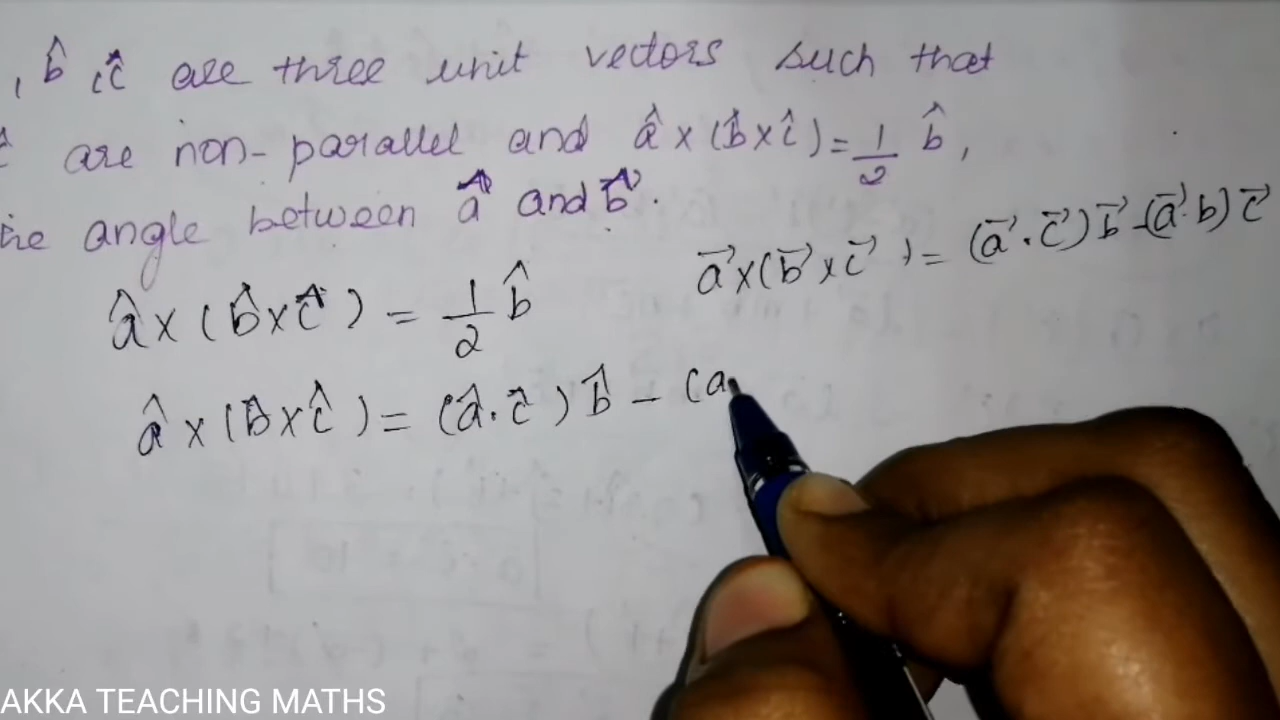 , b̂ , ĉ are three unit vectors such that
ĉ are non-parallel and â × (b̂ × ĉ) = 1/2 b̂ ,
the angle between a⃗ and b⃗.
a⃗ × (b⃗ × c⃗ ) = (a⃗ . c⃗ ) b⃗ - (a⃗ . b) c⃗
â × (b̂ × c⃗ ) = 1/2 b̂
â × (b̂ × ĉ ) = (â . ĉ ) b⃗ - (a
AKKA TEACHING MATHS